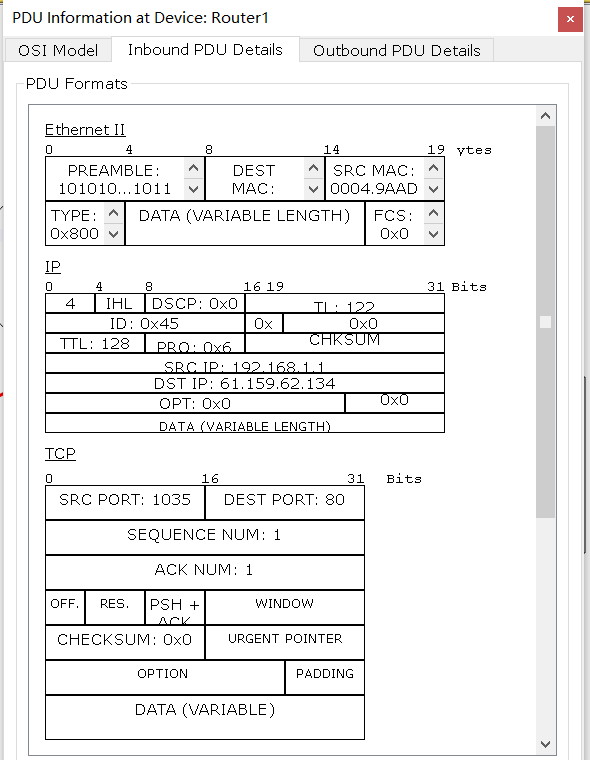 PDU Information at Device: Router1
OSI Model Inbound PDU Details Outbound PDU Details
PDU Formats
Ethernet II
0 4 8 14 19 ytes
PREAMBLE: 101010...1011 DEST MAC: SRC MAC: 0004.9AAD
TYPE: 0x800 DATA (VARIABLE LENGTH) FCS: 0x0
IP
0 4 8 16 19 31 Bits
4 IHL DSCP: 0x0 TL: 122
ID: 0x45 0x 0x0
TTL: 128 PRO: 0x6 CHKSUM
SRC IP: 192.168.1.1
DST IP: 61.159.62.134
OPT: 0x0 0x0
DATA (VARIABLE LENGTH)
TCP
0 16 31 Bits
SRC PORT: 1035 DEST PORT: 80
SEQUENCE NUM: 1
ACK NUM: 1
OFF. RES. PSH + ACK WINDOW
CHECKSUM: 0x0 URGENT POINTER
OPTION PADDING
DATA (VARIABLE)